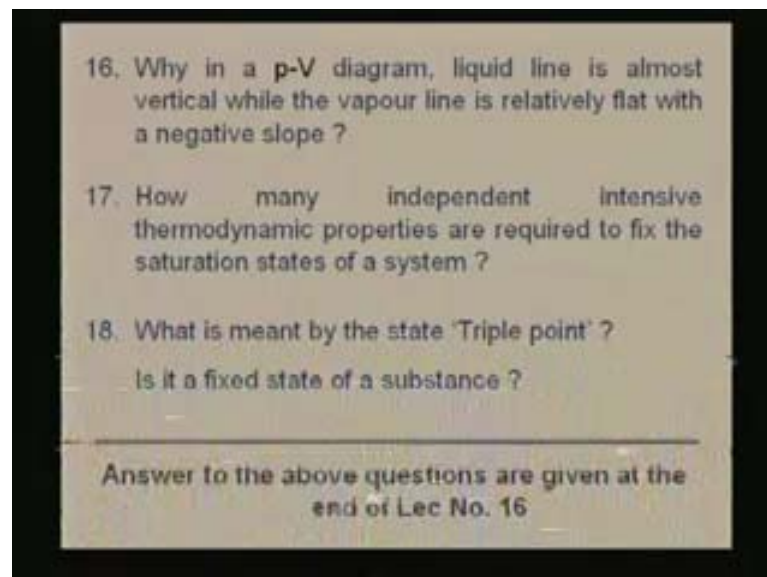 16. Why in a p-V diagram, liquid line is almost
vertical while the vapour line is relatively flat with
a negative slope ?
17. How many independent intensive
thermodynamic properties are required to fix the
saturation states of a system ?
18. What is meant by the state 'Triple point' ?
Is it a fixed state of a substance ?
Answer to the above questions are given at the
end of Lec No. 16